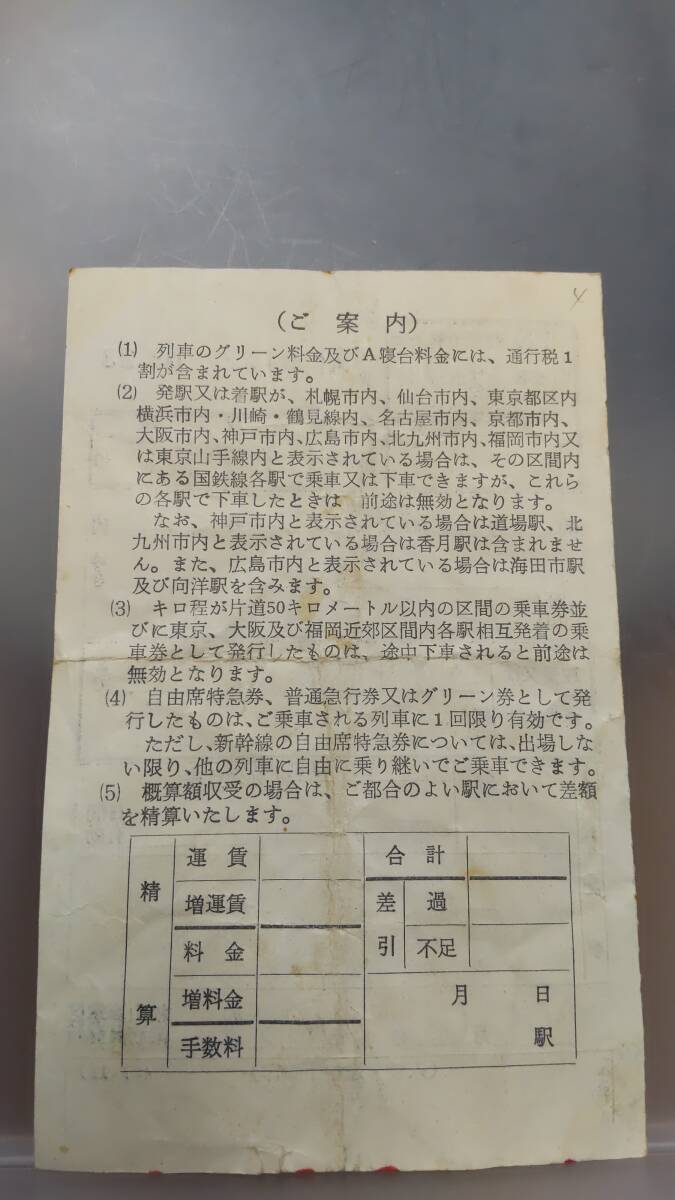 4
(ご案内)
(1) 列車のグリーン料金及びA寝台料金には、通行税1
割が含まれています。
(2) 発駅又は着駅が、札幌市内、仙台市内、東京都区内
横浜市内・川崎・鶴見線内、名古屋市内、京都市内、
大阪市内、神戸市内、広島市内、北九州市内、福岡市内又
は東京山手線内と表示されている場合は、その区間内
にある国鉄線各駅で乗車又は下車できますが、これら
の各駅で下車したときは 前途は無効となります。
なお、神戸市内と表示されている場合は道場駅、北
九州市内と表示されている場合は香月駅は含まれませ
ん。また、広島市内と表示されている場合は海田市駅
及び向洋駅を含みます。
(3) キロ程が片道50キロメートル以内の区間の乗車券並
びに東京、大阪及び福岡近郊区間内各駅相互発着の乗
車券として発行したものは、途中下車されると前途は
無効となります。
(4) 自由席特急券、普通急行券又はグリーン券として発
行したものは、ご乗車される列車に1回限り有効です。
ただし、新幹線の自由席特急券については、出場しな
い限り、他の列車に自由に乗り継いでご乗車できます。
(5) 概算額収受の場合は、ご都合のよい駅において差額
を精算いたします。
精算
運賃
増運賃
料金
増料金
手数料
合計
差引
過
不足
月 日
駅